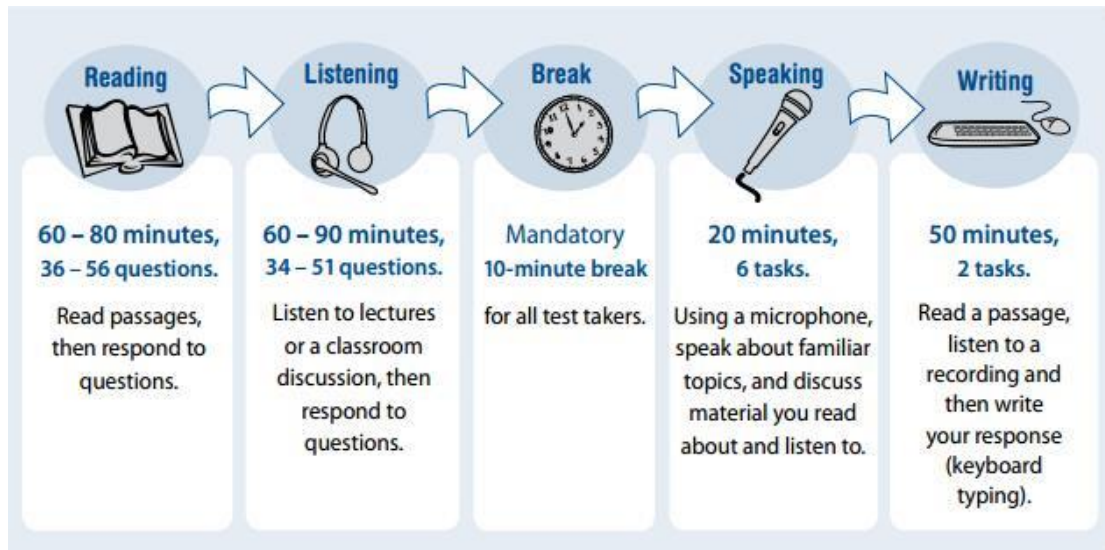 Reading
Listening
Break
Speaking
Writing
60 – 80 minutes,
36 – 56 questions.
Read passages,
then respond to
questions.
60 – 90 minutes,
34 – 51 questions.
Listen to lectures
or a classroom
discussion, then
respond to
questions.
Mandatory
10-minute break
for all test takers.
20 minutes,
6 tasks.
Using a microphone,
speak about familiar
topics, and discuss
material you read
about and listen to.
50 minutes,
2 tasks.
Read a passage,
listen to a
recording and
then write
your response
(keyboard
typing).